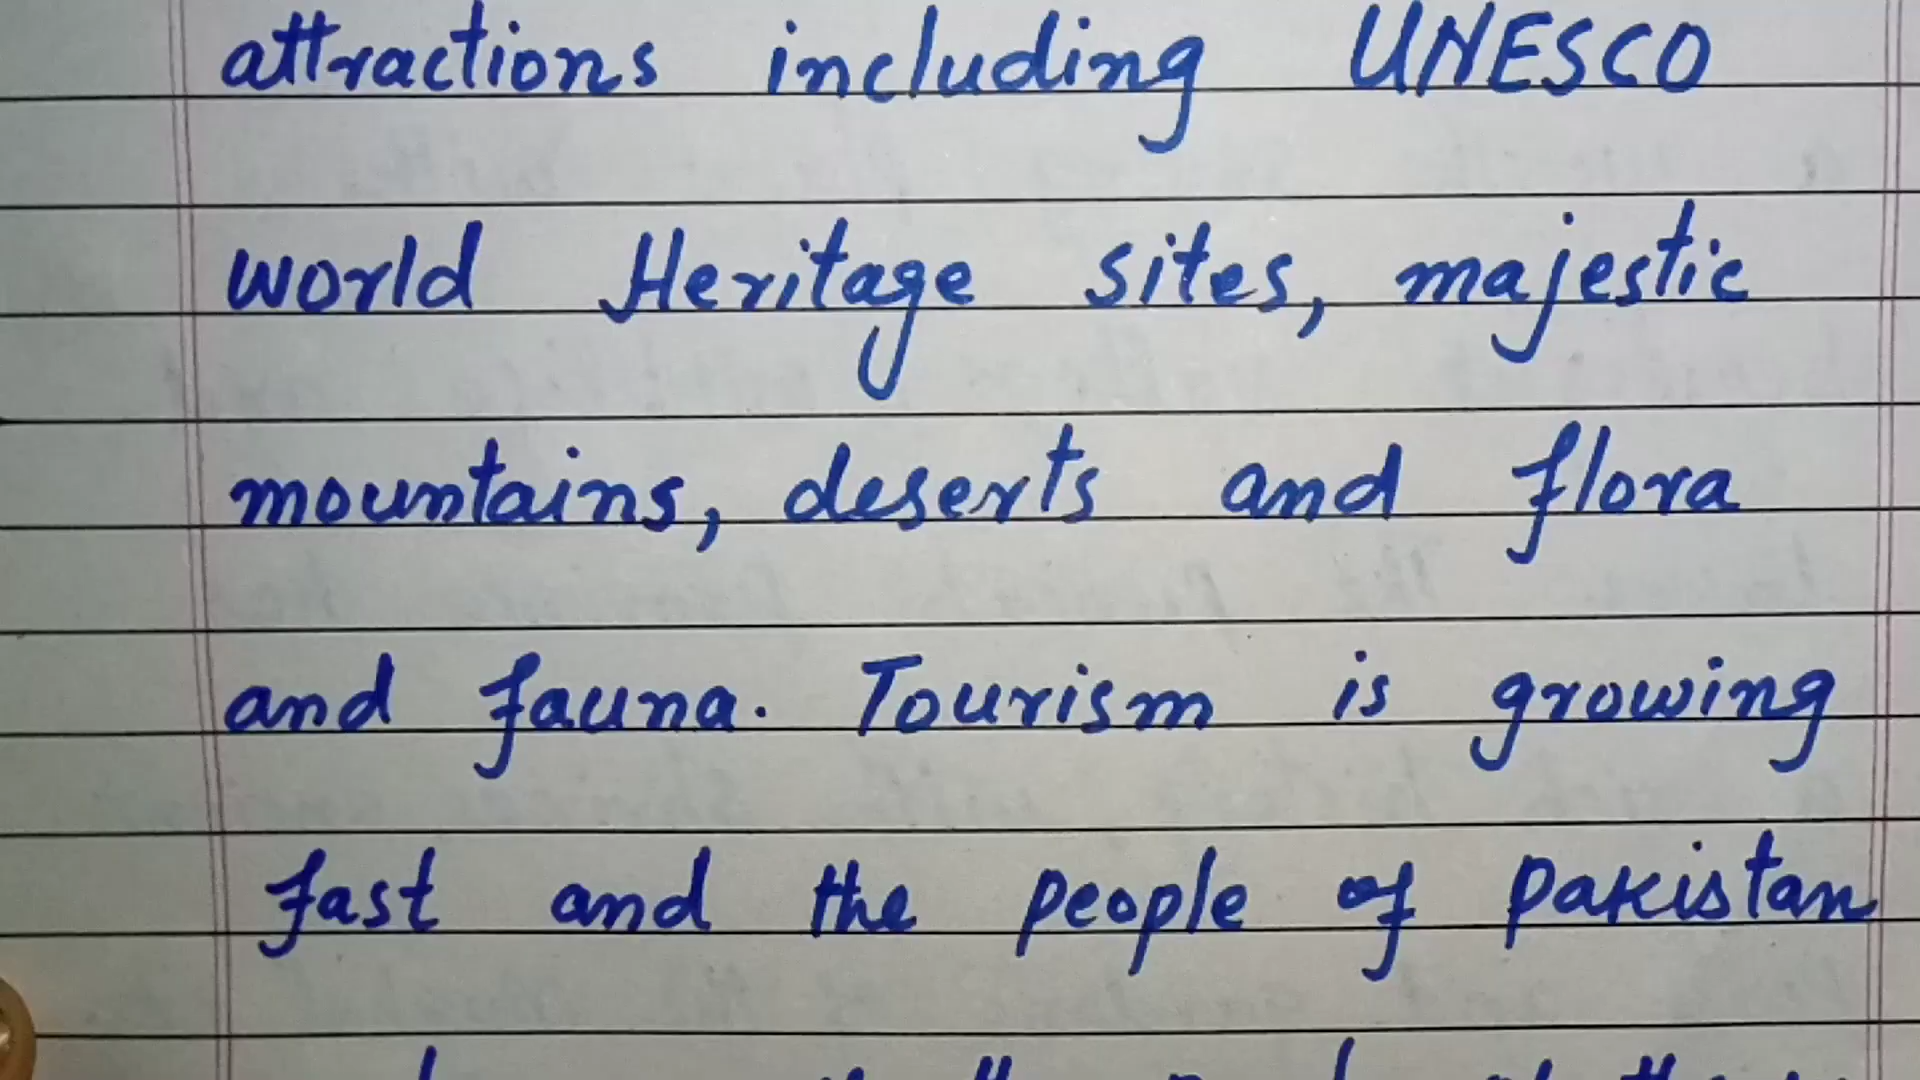 attractions including UNESCO
world Heritage sites, majestic
mountains, deserts and flora
and fauna. Tourism is growing
fast and the people of pakistan